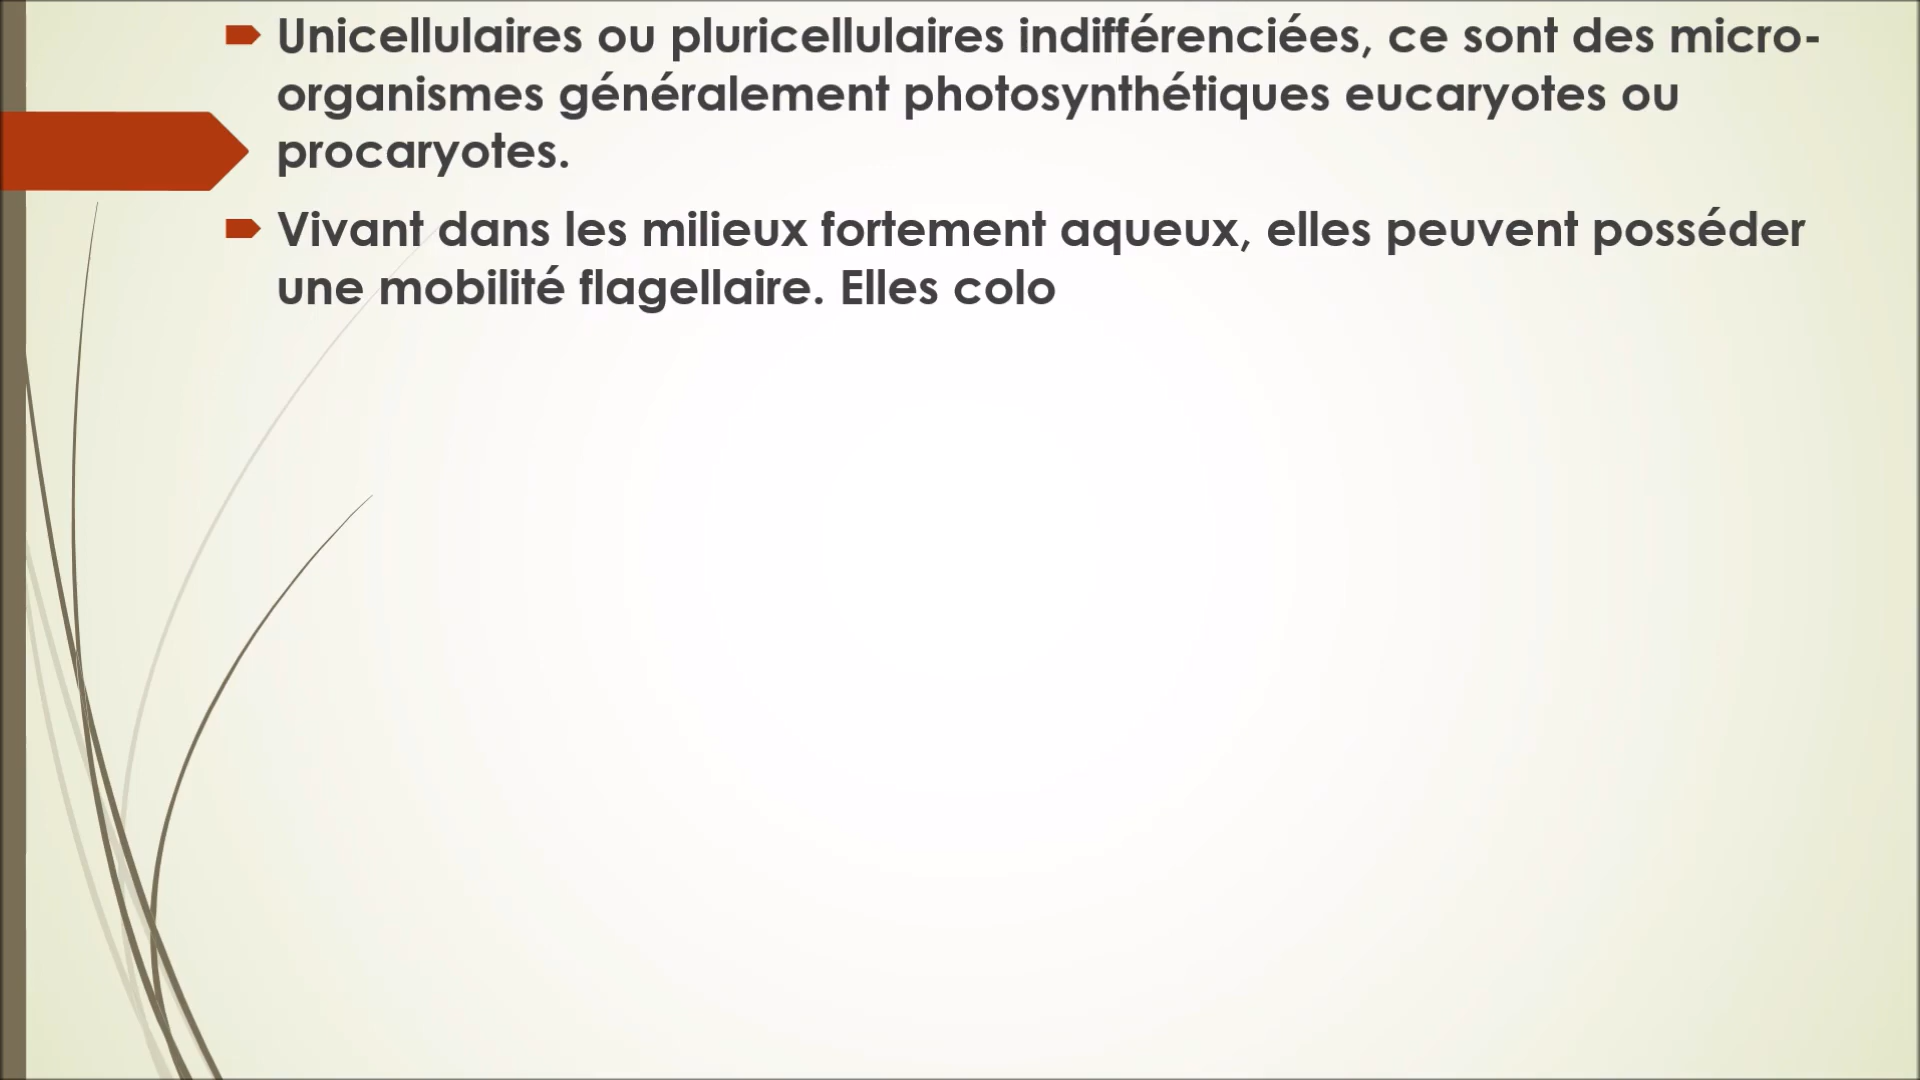 Unicellulaires ou pluricellulaires indifférenciées, ce sont des micro-
organismes généralement photosynthétiques eucaryotes ou
procaryotes.
Vivant dans les milieux fortement aqueux, elles peuvent posséder
une mobilité flagellaire. Elles colo